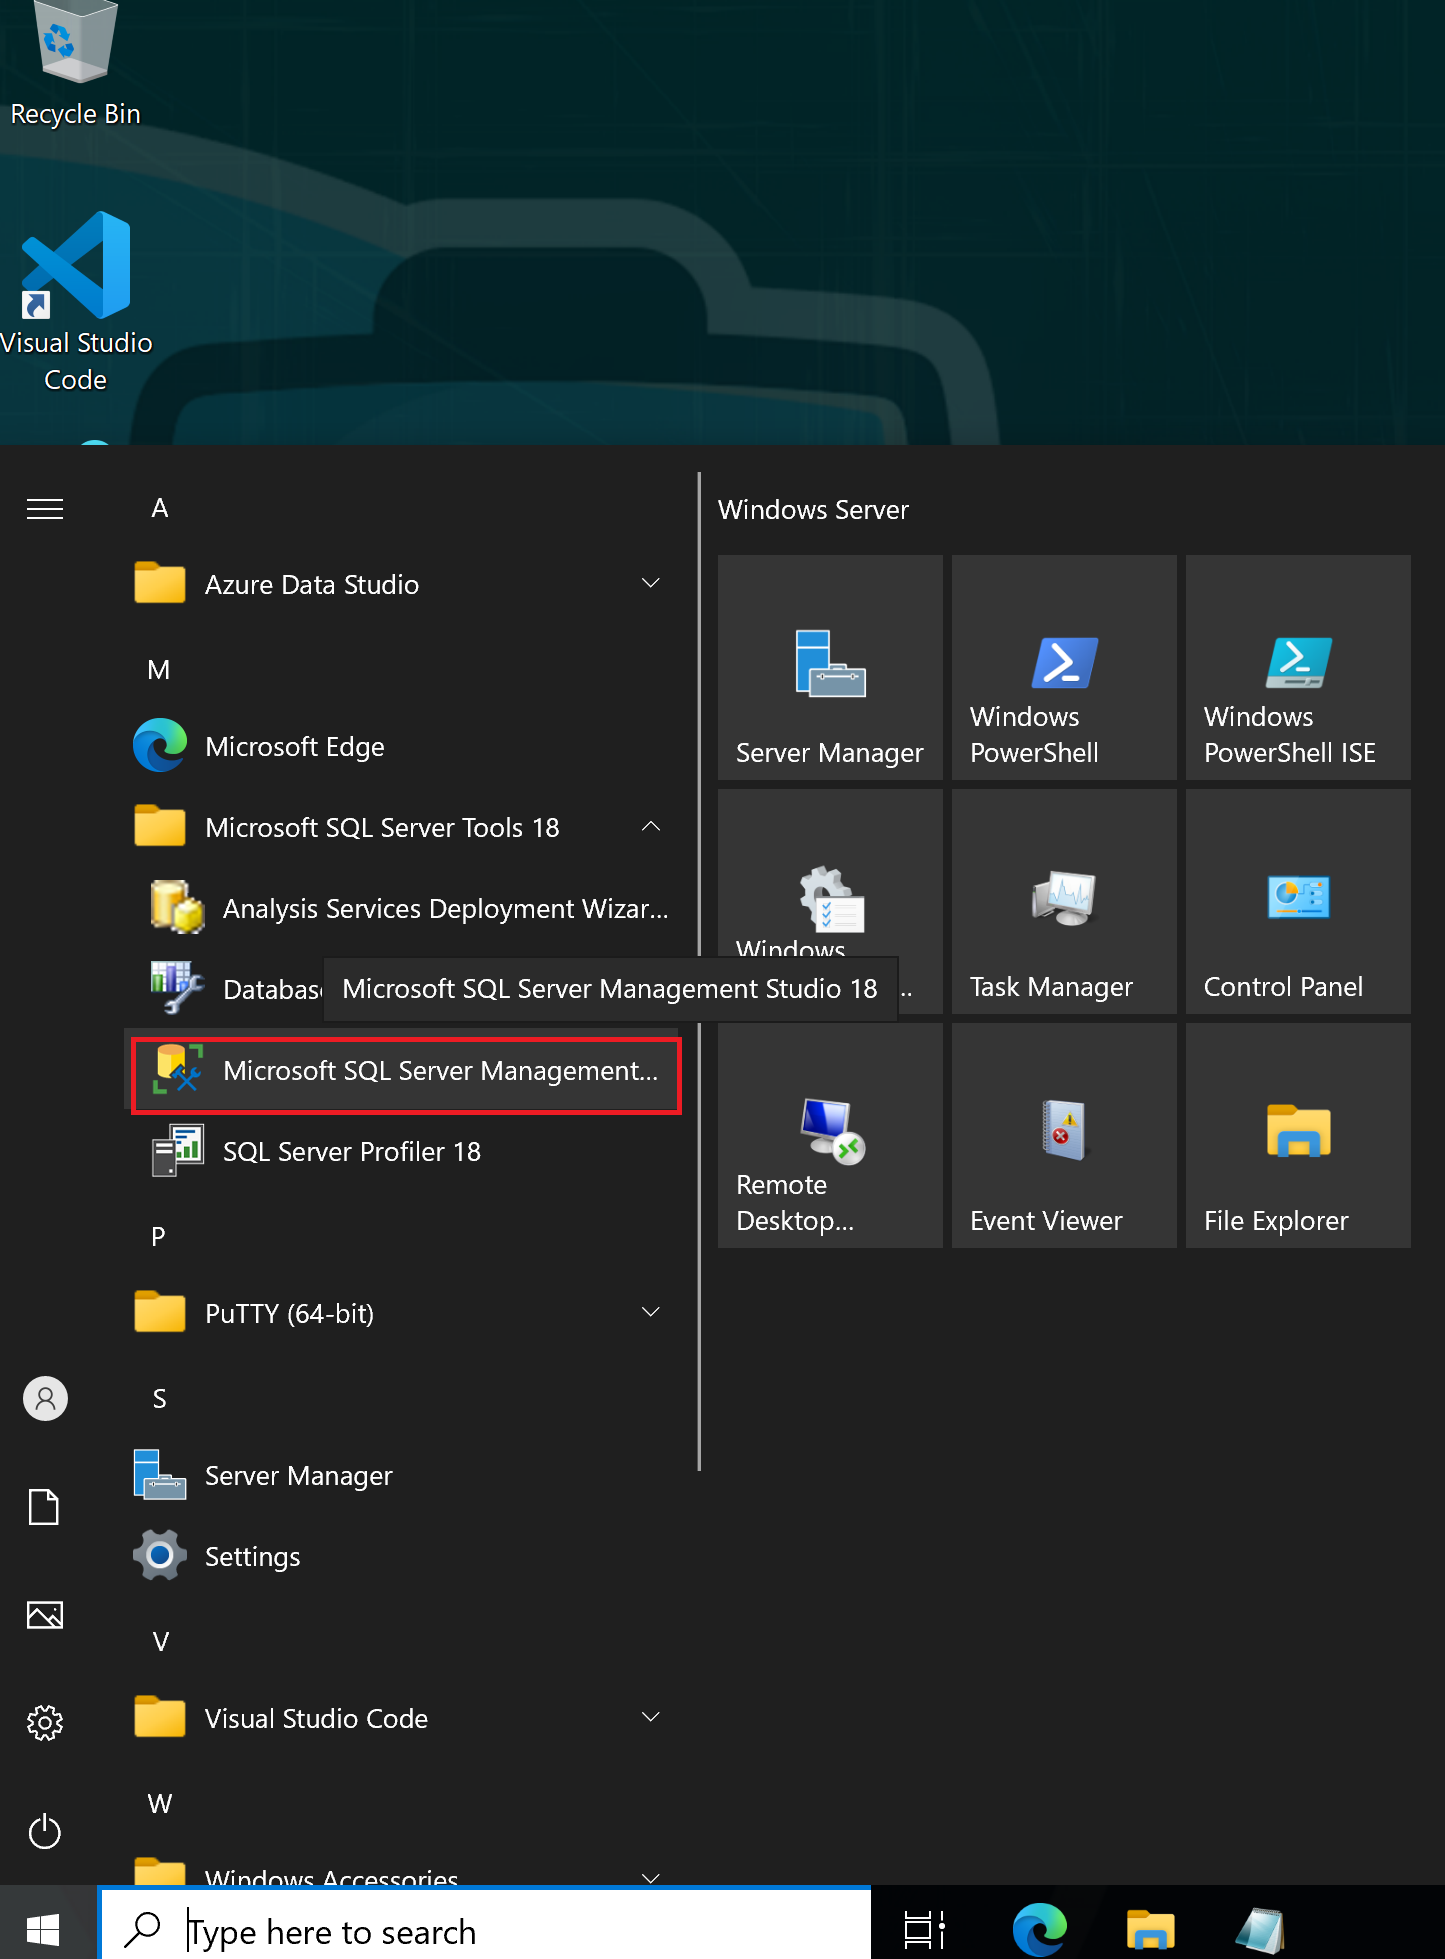 Recycle Bin
Visual Studio
Code
A
Azure Data Studio
M
Microsoft Edge
Microsoft SQL Server Tools 18
Analysis Services Deployment Wizar...
Databas
Microsoft SQL Server Management Studio 18
Microsoft SQL Server Management...
SQL Server Profiler 18
P
PuTTY (64-bit)
S
Server Manager
Settings
V
Visual Studio Code
W
Windows Accessories
Windows Server
Server Manager
Windows
PowerShell
Windows
PowerShell ISE
Windows
..
Task Manager
Control Panel
Remote
Desktop...
Event Viewer
File Explorer
Type here to search